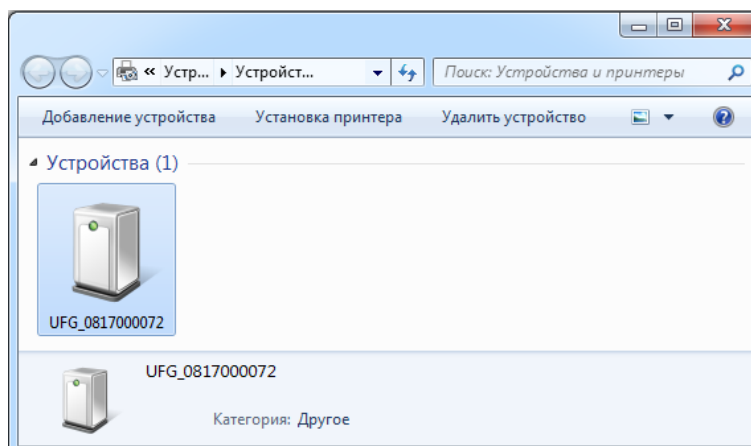 « Устр... Устройст... Поиск: Устройства и принтеры
Добавление устройства Установка принтера Удалить устройство
Устройства (1)
UFG_0817000072
UFG_0817000072
Категория: Другое